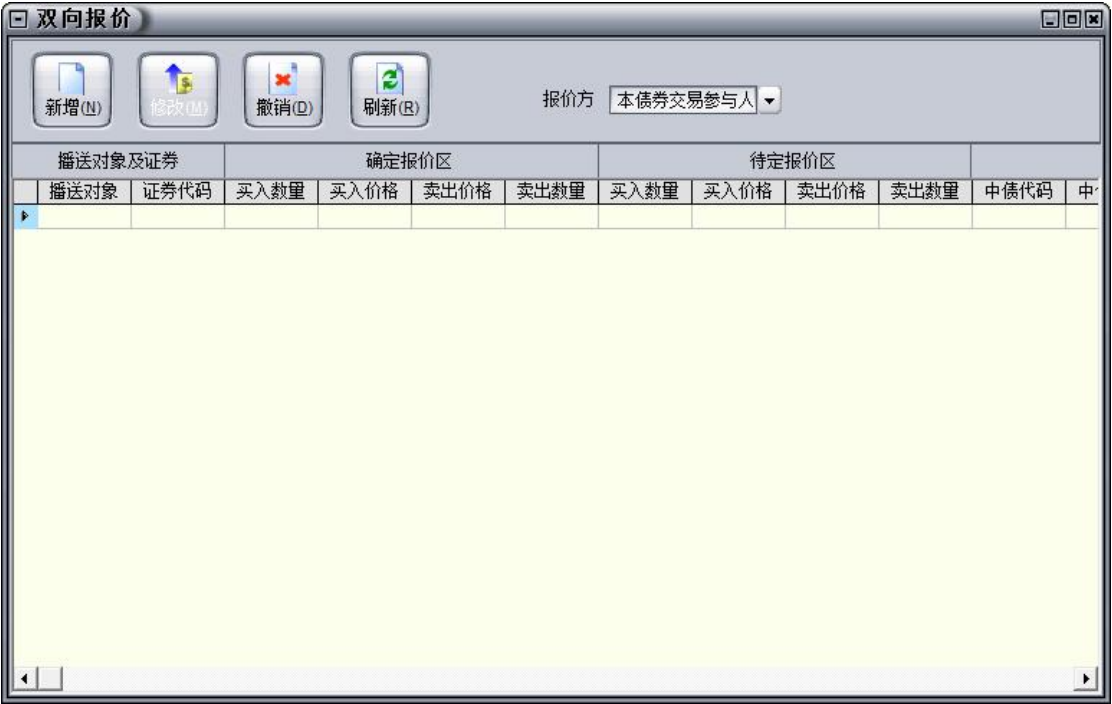 双向报价
新增(N) 修改(M) 撤销(D) 刷新(R) 报价方 本债券交易参与人
播送对象及证券 确定报价区 待定报价区
播送对象 证券代码 买入数量 买入价格 卖出价格 卖出数量 买入数量 买入价格 卖出价格 卖出数量 中债代码 中